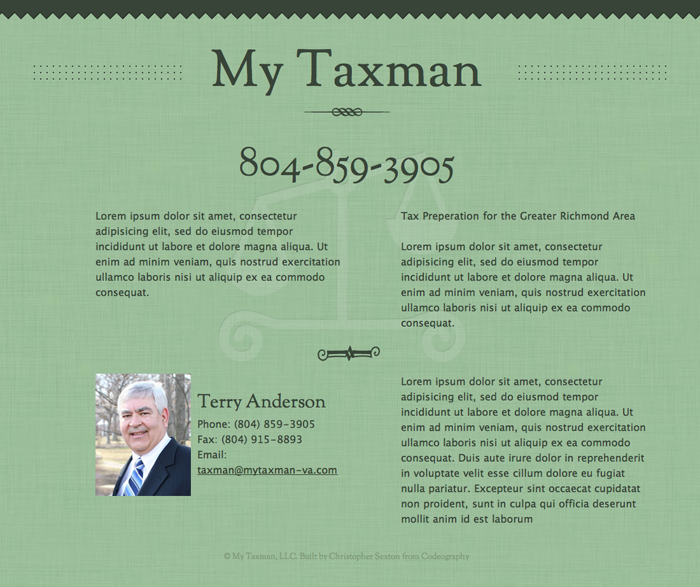 My Taxman
804-859-3905
Lorem ipsum dolor sit amet, consectetur
adipisicing elit, sed do eiusmod tempor
incididunt ut labore et dolore magna aliqua. Ut
enim ad minim veniam, quis nostrud exercitation
ullamco laboris nisi ut aliquip ex ea commodo
consequat.
Tax Preperation for the Greater Richmond Area
Lorem ipsum dolor sit amet, consectetur
adipisicing elit, sed do eiusmod tempor
incididunt ut labore et dolore magna aliqua. Ut
enim ad minim veniam, quis nostrud exercitation
ullamco laboris nisi ut aliquip ex ea commodo
consequat.
Terry Anderson
Phone: (804) 859-3905
Fax: (804) 915-8893
Email:
taxman@mytaxman-va.com
Lorem ipsum dolor sit amet, consectetur
adipisicing elit, sed do eiusmod tempor
incididunt ut labore et dolore magna aliqua. Ut
enim ad minim veniam, quis nostrud exercitation
ullamco laboris nisi ut aliquip ex ea commodo
consequat. Duis aute irure dolor in reprehenderit
in voluptate velit esse cillum dolore eu fugiat
nulla pariatur. Excepteur sint occaecat cupidatat
non proident, sunt in culpa qui officia deserunt
mollit anim id est laborum
© My Taxman, LLC. Built by Christopher Sexton from Codeography